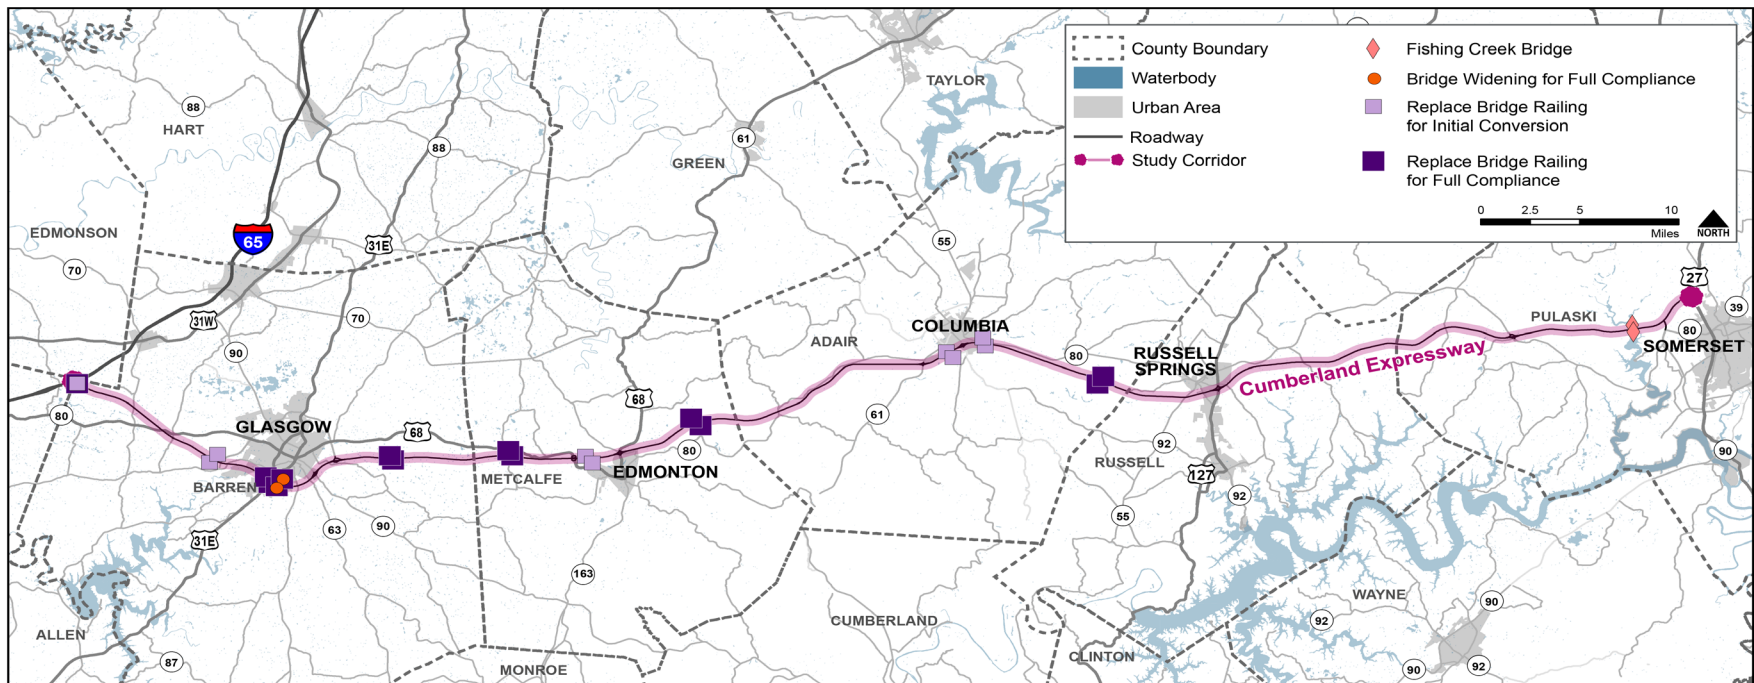 County Boundary
Waterbody
Urban Area
Roadway
Study Corridor
Fishing Creek Bridge
Bridge Widening for Full Compliance
Replace Bridge Railing
for Initial Conversion
Replace Bridge Railing
for Full Compliance
0 2.5 5 10
Miles
NORTH
TAYLOR
88
HART
61
88
GREEN
EDMONSON
65
31E
55
70
27
39
31W
70
PULASKI
80
COLUMBIA
ADAIR
SOMERSET
90
80
RUSSELL
SPRINGS
Cumberland Expressway
68
80
61
GLASGOW
68
92
80
90
RUSSELL
EDMONTON
METCALFE
127
BARREN
92
55
63
90
31E
163
WAYNE
90
92
CUMBERLAND
ALLEN
CLINTON
87
MONROE
90
92